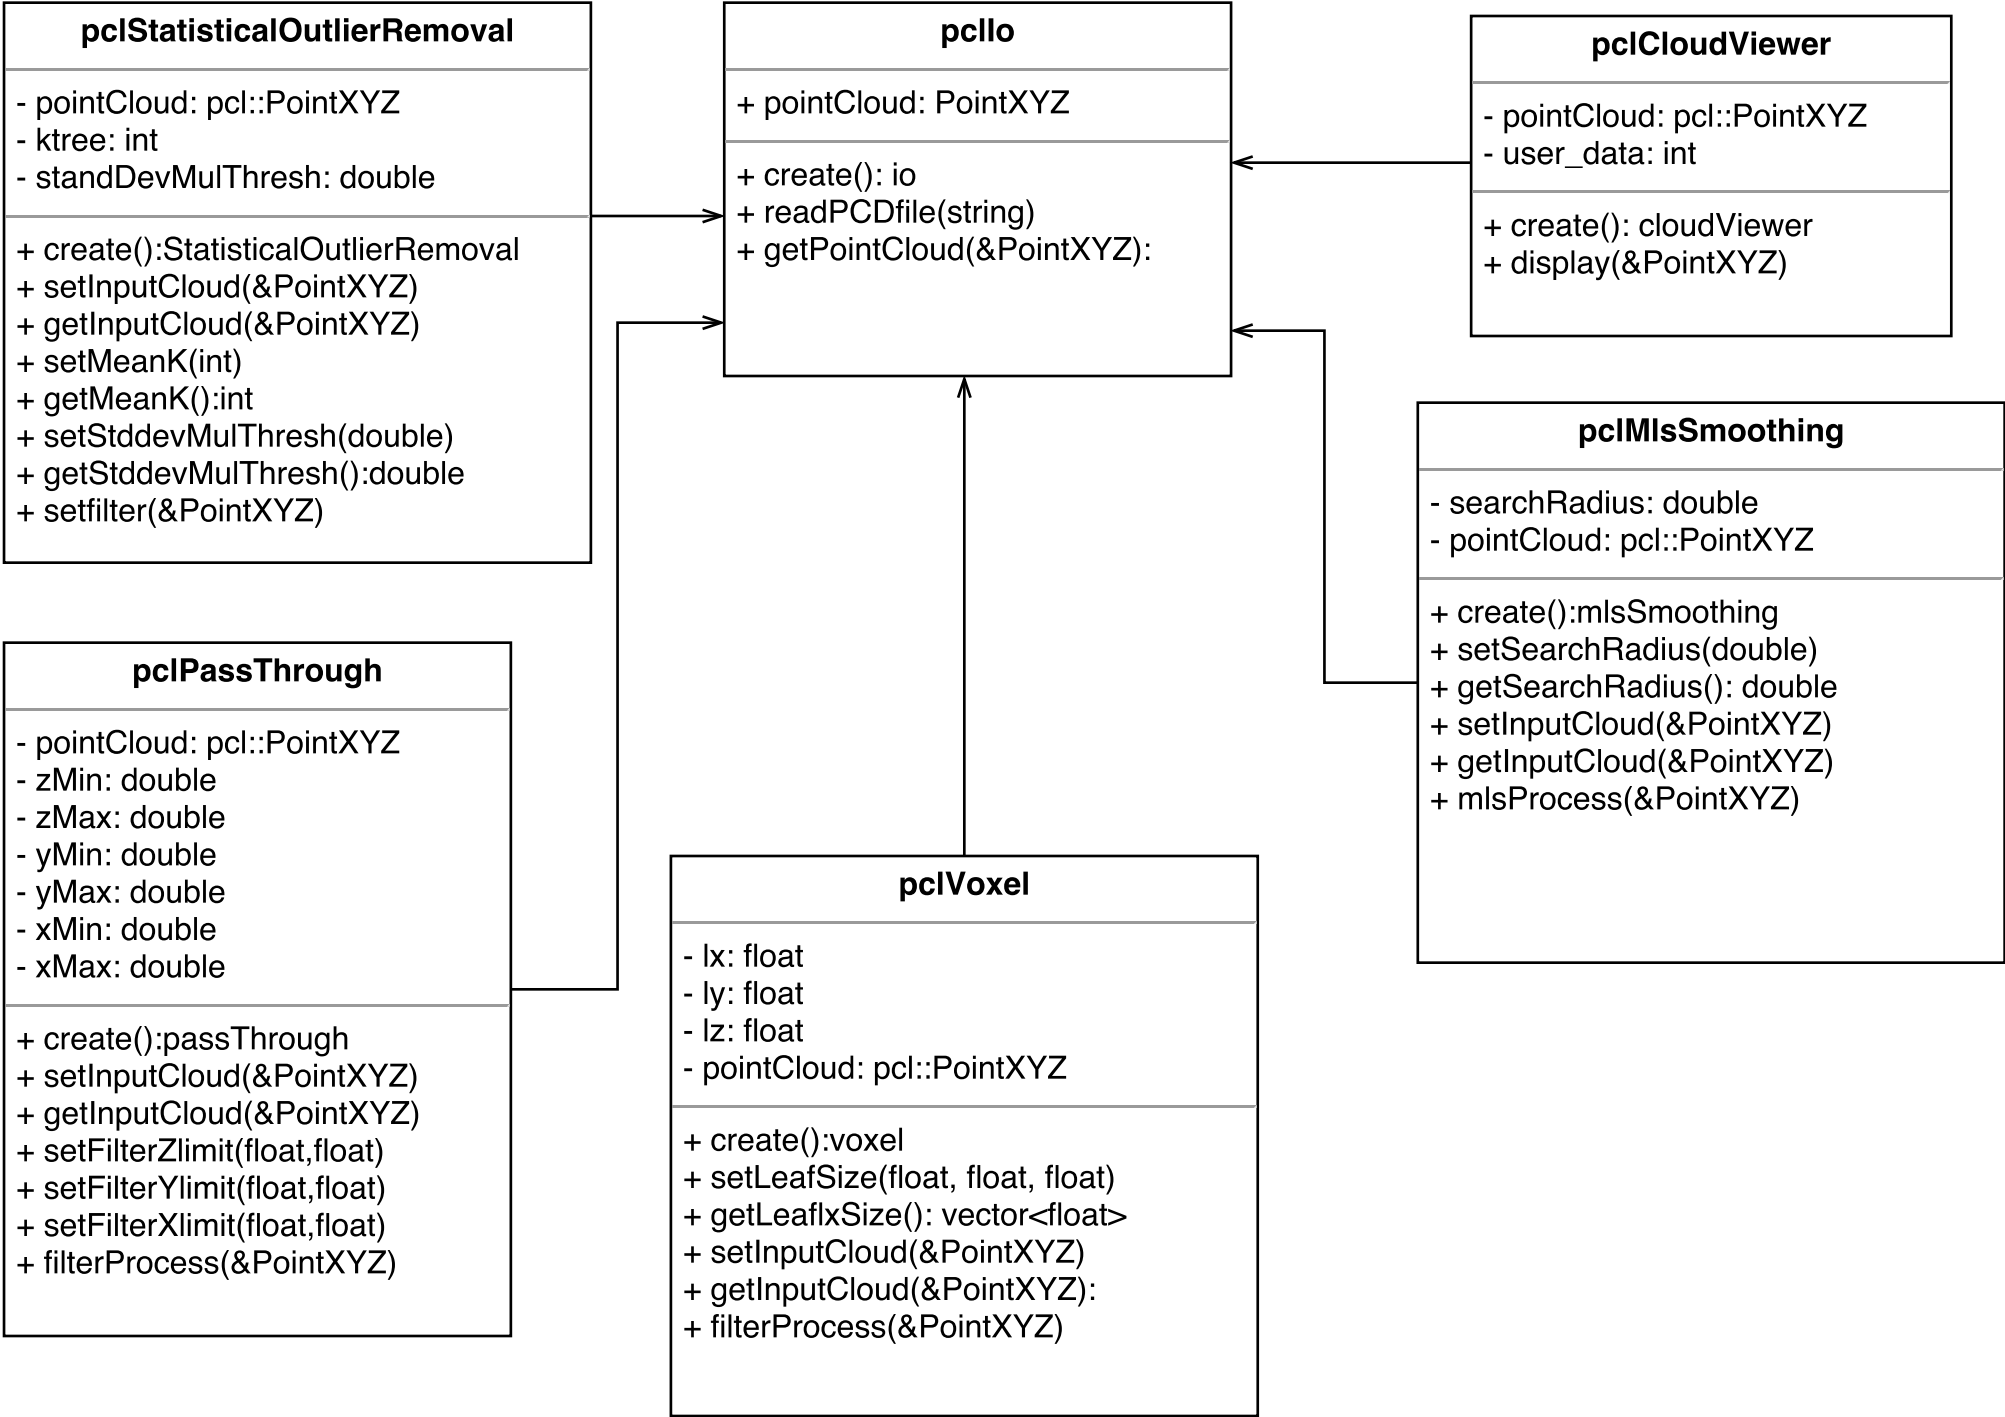 pclStatisticalOutlierRemoval
- pointCloud: pcl::PointXYZ
- ktree: int
- standDevMulThresh: double
+ create():StatisticalOutlierRemoval
+ setInputCloud(&PointXYZ)
+ getInputCloud(&PointXYZ)
+ setMeanK(int)
+ getMeanK():int
+ setStddevMulThresh(double)
+ getStddevMulThresh():double
+ setfilter(&PointXYZ)
pclIo
+ pointCloud: PointXYZ
+ create(): io
+ readPCDfile(string)
+ getPointCloud(&PointXYZ):
pclCloudViewer
- pointCloud: pcl::PointXYZ
- user_data: int
+ create(): cloudViewer
+ display(&PointXYZ)
pclMlsSmoothing
- searchRadius: double
- pointCloud: pcl::PointXYZ
+ create():mlsSmoothing
+ setSearchRadius(double)
+ getSearchRadius(): double
+ setInputCloud(&PointXYZ)
+ getInputCloud(&PointXYZ)
+ mlsProcess(&PointXYZ)
pclPassThrough
- pointCloud: pcl::PointXYZ
- zMin: double
- zMax: double
- yMin: double
- yMax: double
- xMin: double
- xMax: double
+ create():passThrough
+ setInputCloud(&PointXYZ)
+ getInputCloud(&PointXYZ)
+ setFilterZlimit(float,float)
+ setFilterYlimit(float,float)
+ setFilterXlimit(float,float)
+ filterProcess(&PointXYZ)
pclVoxel
- lx: float
- ly: float
- lz: float
- pointCloud: pcl::PointXYZ
+ create():voxel
+ setLeafSize(float, float, float)
+ getLeaflxSize(): vector<float>
+ setInputCloud(&PointXYZ)
+ getInputCloud(&PointXYZ):
+ filterProcess(&PointXYZ)